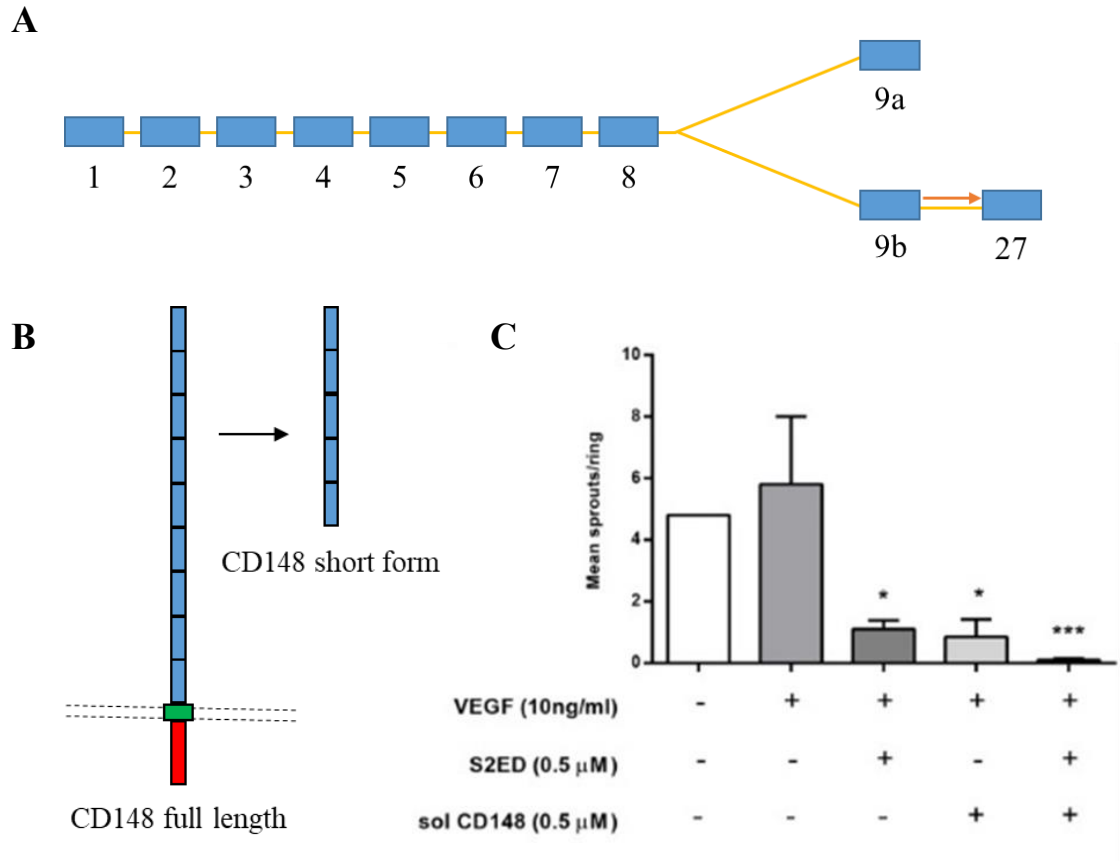 A
9a
1 2 3 4 5 6 7 8
9b 27
B
CD148 short form
CD148 full length
C
Mean sprouts/ring
10
8
6
4
2
0
* * ***
VEGF (10ng/ml) - + + + +
S2ED (0.5 μM) - - + - +
sol CD148 (0.5 μM) - - - + +